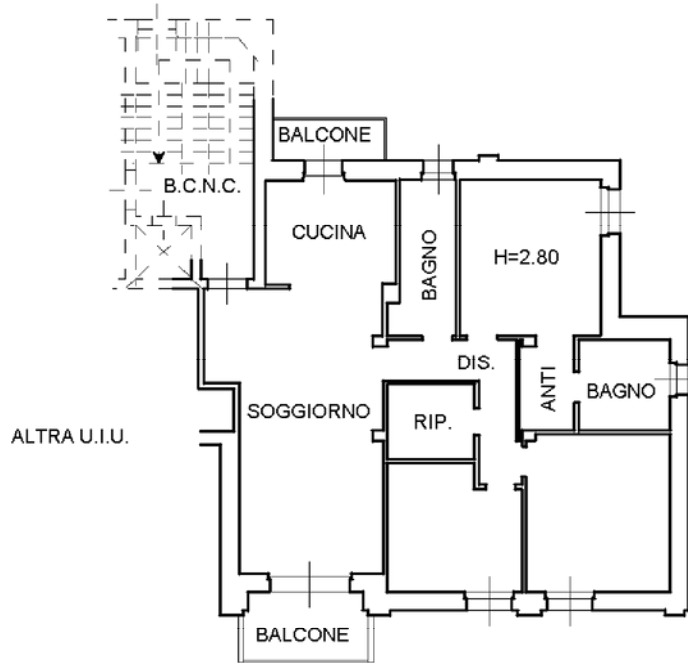 BALCONE
B.C.N.C.
CUCINA
BAGNO
H=2.80
DIS.
ANTI
BAGNO
SOGGIORNO
RIP.
ALTRA U.I.U.
BALCONE